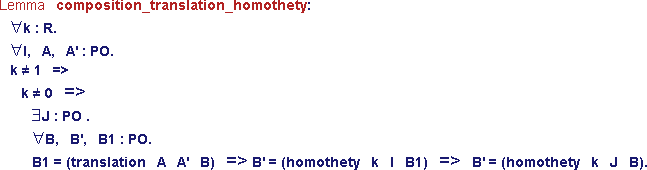 Lemma composition_translation_homothety:
∀k : R.
∀I, A, A' : PO.
k ≠ 1 =>
k ≠ 0 =>
∃J : PO .
∀B, B', B1 : PO.
B1 = (translation A A' B) => B' = (homothety k I B1) => B' = (homothety k J B).